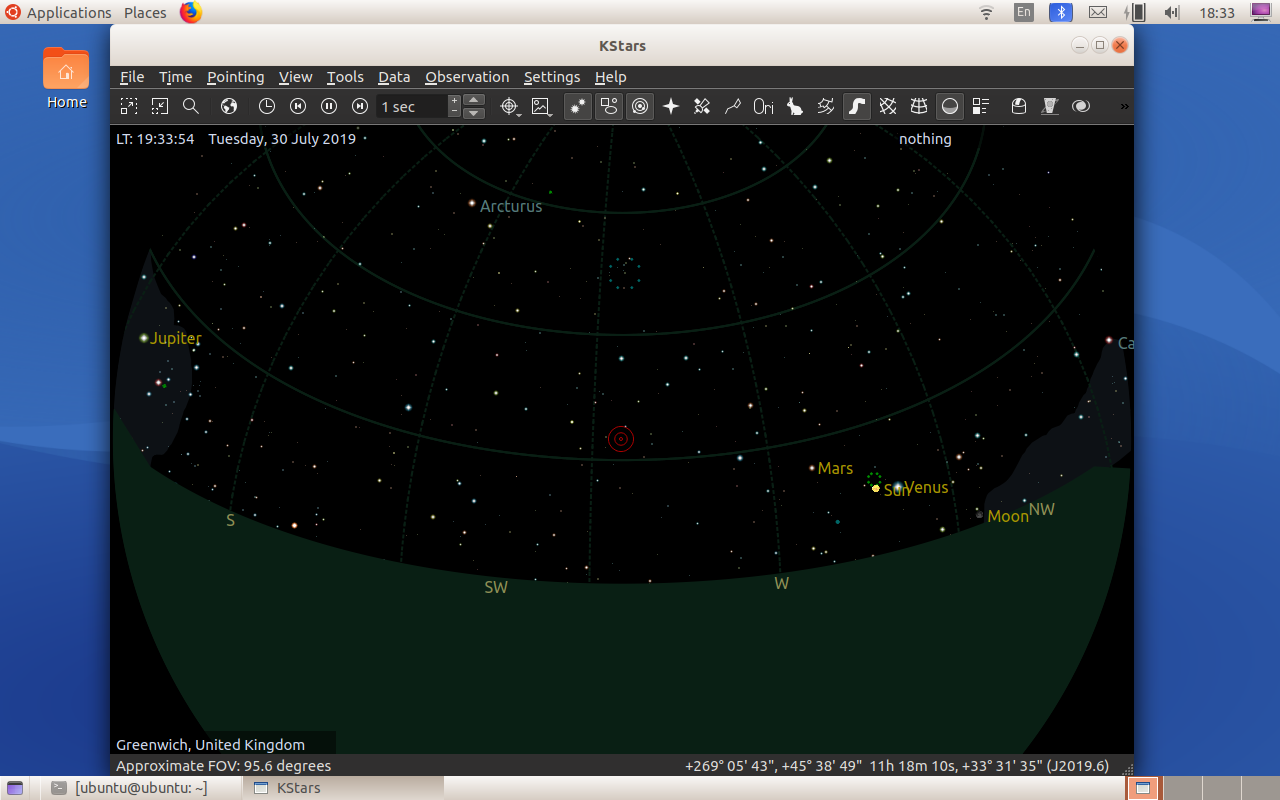 Applications Places En 18:33
Home
KStars
File Time Pointing View Tools Data Observation Settings Help
1 sec + - Ori »
LT: 19:33:54 Tuesday, 30 July 2019 nothing
Arcturus
Jupiter
Ca
Mars
Sun Venus
NW
Moon
S
SW
W
Greenwich, United Kingdom
Approximate FOV: 95.6 degrees +269° 05' 43", +45° 38' 49" 11h 18m 10s, +33° 31' 35" (J2019.6)
[ubuntu@ubuntu: ~] KStars